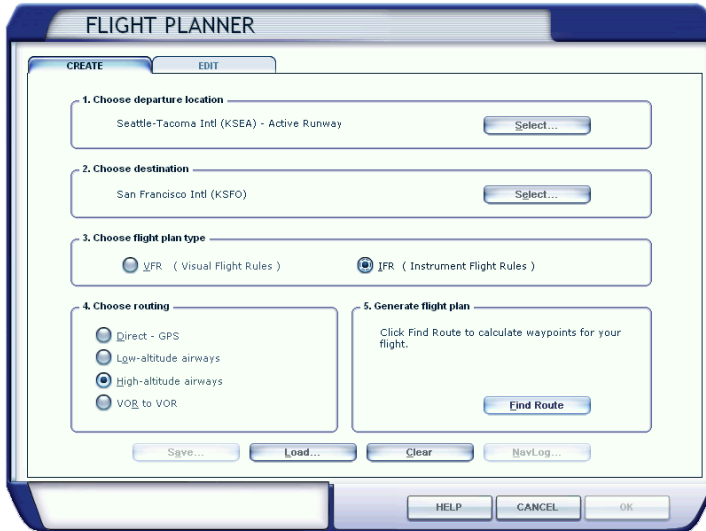 FLIGHT PLANNER
CREATE
EDIT
1. Choose departure location
Seattle-Tacoma Intl (KSEA) - Active Runway
Select...
2. Choose destination
San Francisco Intl (KSFO)
Select...
3. Choose flight plan type
VFR ( Visual Flight Rules )
IFR ( Instrument Flight Rules )
4. Choose routing
Direct - GPS
Low-altitude airways
High-altitude airways
VOR to VOR
5. Generate flight plan
Click Find Route to calculate waypoints for your
flight.
Find Route
Save...
Load...
Clear
NavLog...
HELP
CANCEL
OK